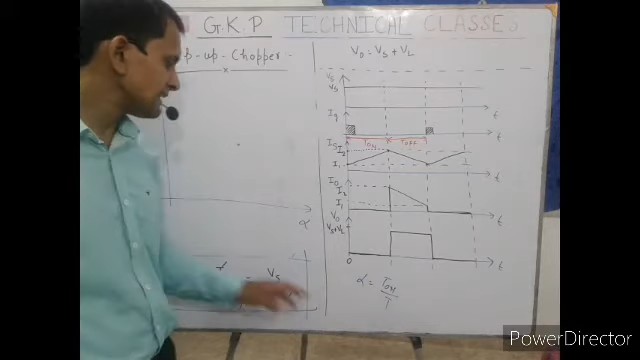 G.K.P TECHNICAL CLASSES
p-up-Chopper-
V₀ = Vs + VL
Vs
Vs
t
Ig
t
TON TOFF
Is
I₂
I₁
t
I₀
I₂
I₁
t
V₀
Vs+VL
0 t
α
= Vs
α = TON
T
PowerDirector